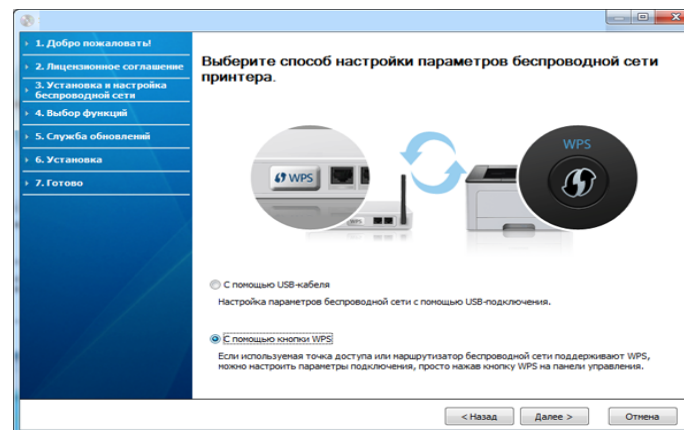 1. Добро пожаловать!
2. Лицензионное соглашение
3. Установка и настройка
беспроводной сети
4. Выбор функций
5. Служба обновлений
6. Установка
7. Готово
Выберите способ настройки параметров беспроводной сети
принтера.
WPS
WPS
WPS
С помощью USB-кабеля
Настройка параметров беспроводной сети с помощью USB-подключения.
С помощью кнопки WPS
Если используемая точка доступа или маршрутизатор беспроводной сети поддерживают WPS,
можно настроить параметры подключения, просто нажав кнопку WPS на панели управления.
< Назад
Далее >
Отмена